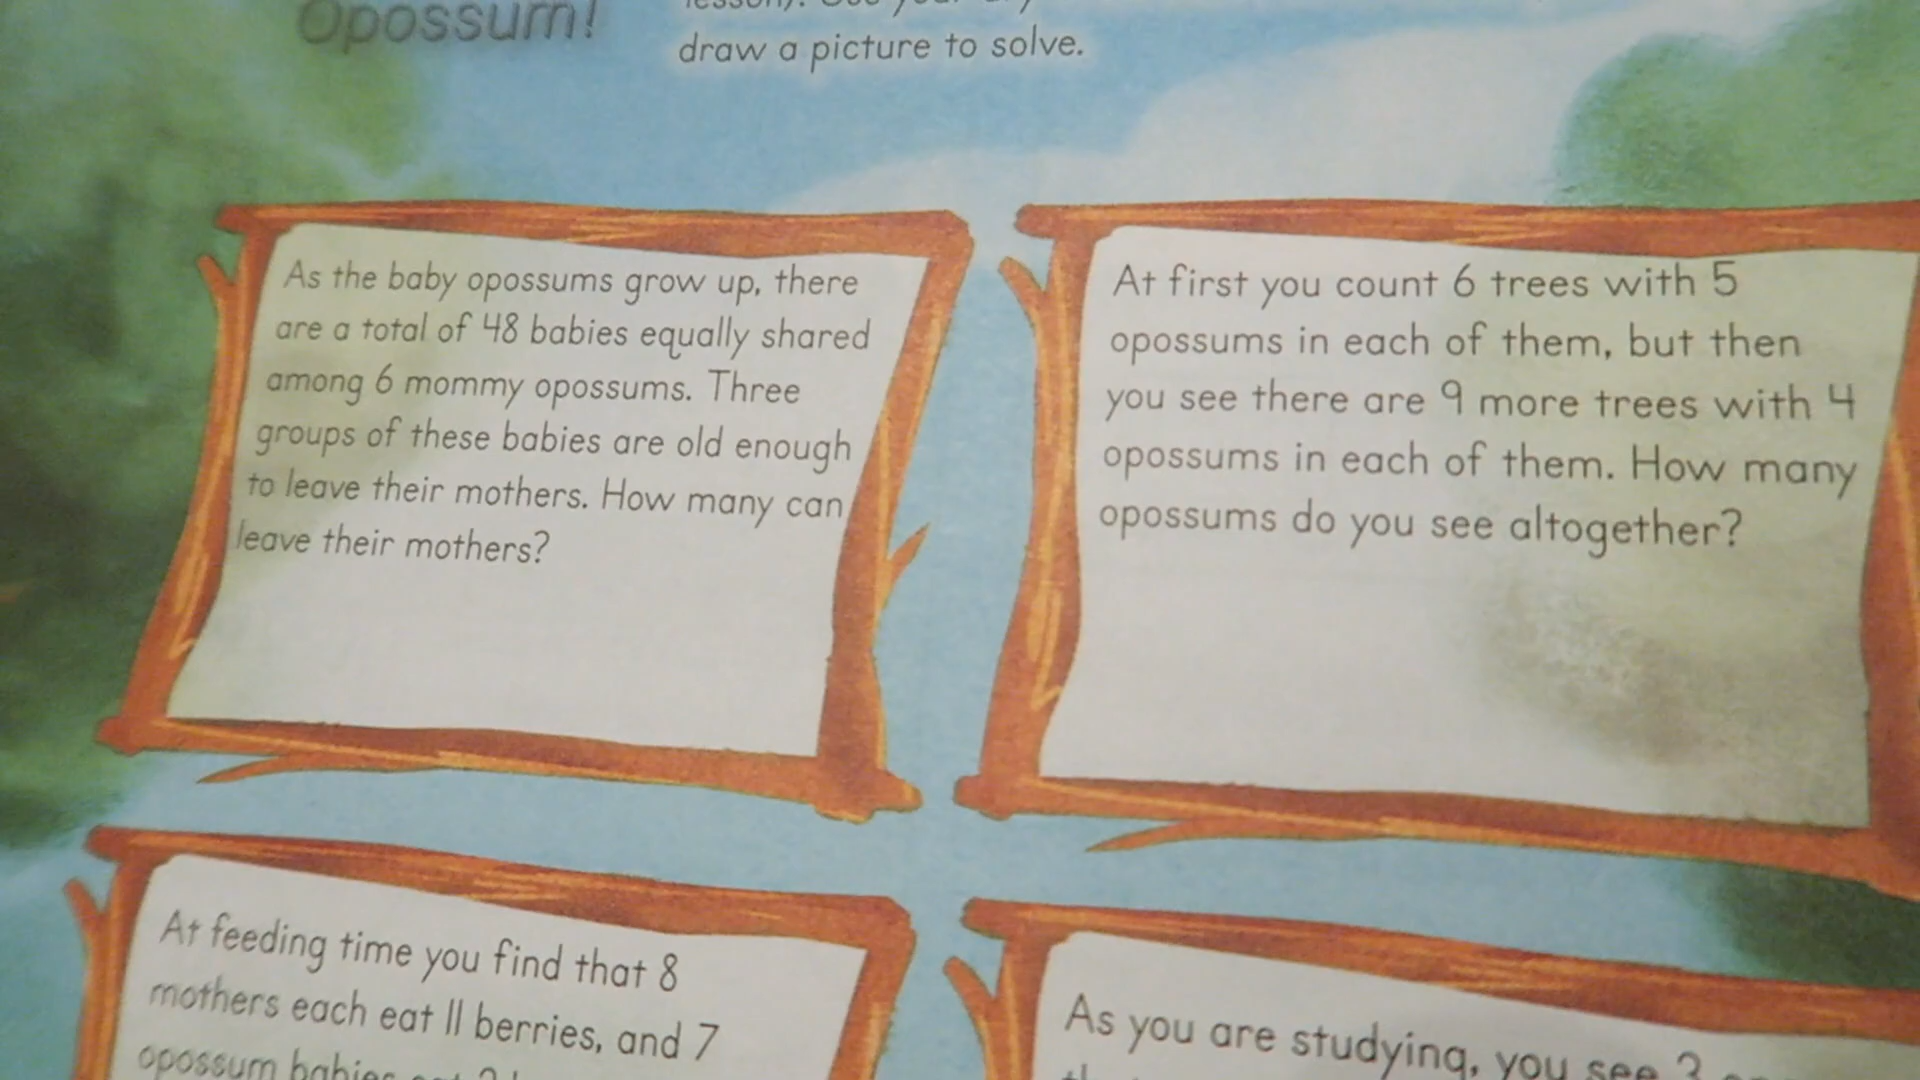 Opossum!
draw a picture to solve.
As the baby opossums grow up, there
are a total of 48 babies equally shared
among 6 mommy opossums. Three
groups of these babies are old enough
to leave their mothers. How many can
leave their mothers?
At first you count 6 trees with 5
opossums in each of them, but then
you see there are 9 more trees with 4
opossums in each of them. How many
opossums do you see altogether?
At feeding time you find that 8
mothers each eat 11 berries, and 7
opossum babies
As you are studying, you see 3